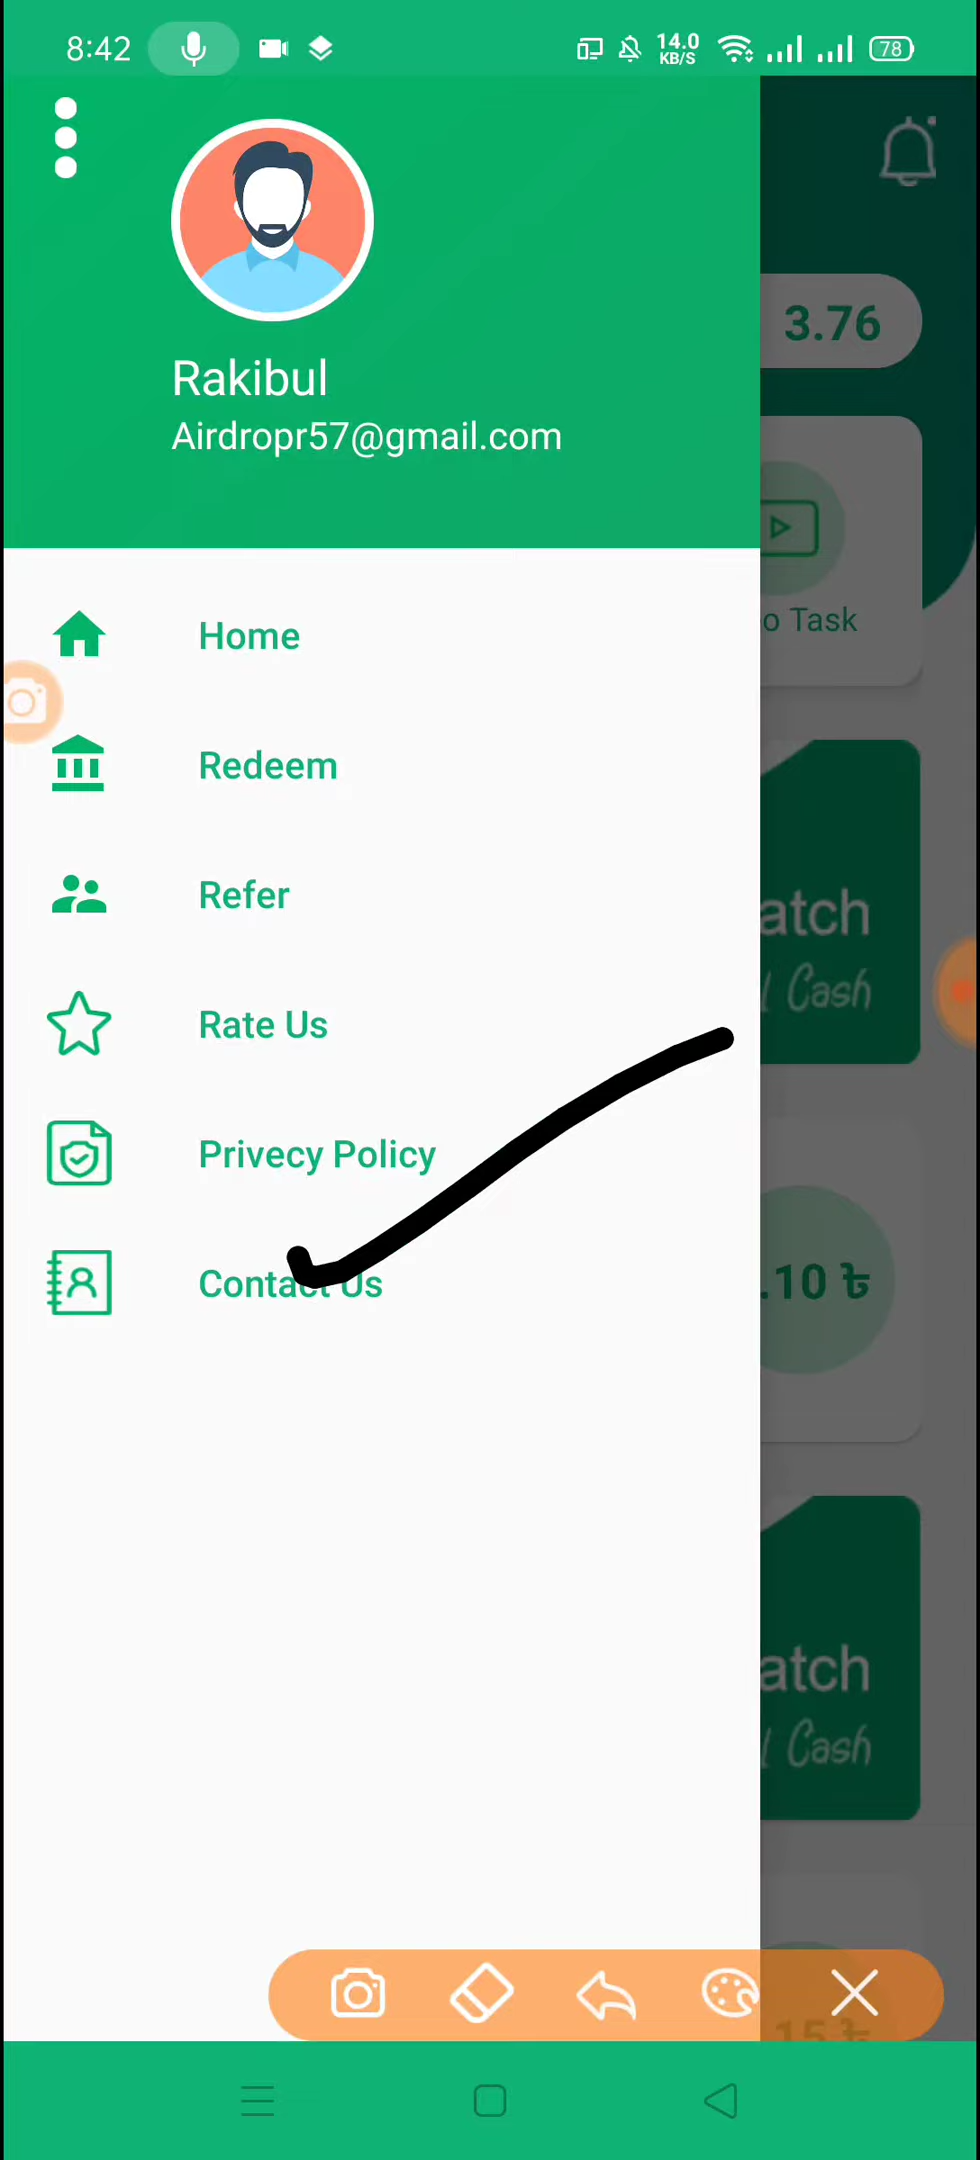 8:42
14.0
KB/S
78
3.76
Rakibul
Airdropr57@gmail.com
Home
o Task
Redeem
Refer
atch
Cash
Rate Us
Privecy Policy
Contact Us
.10 ৳
atch
Cash
15 ৳